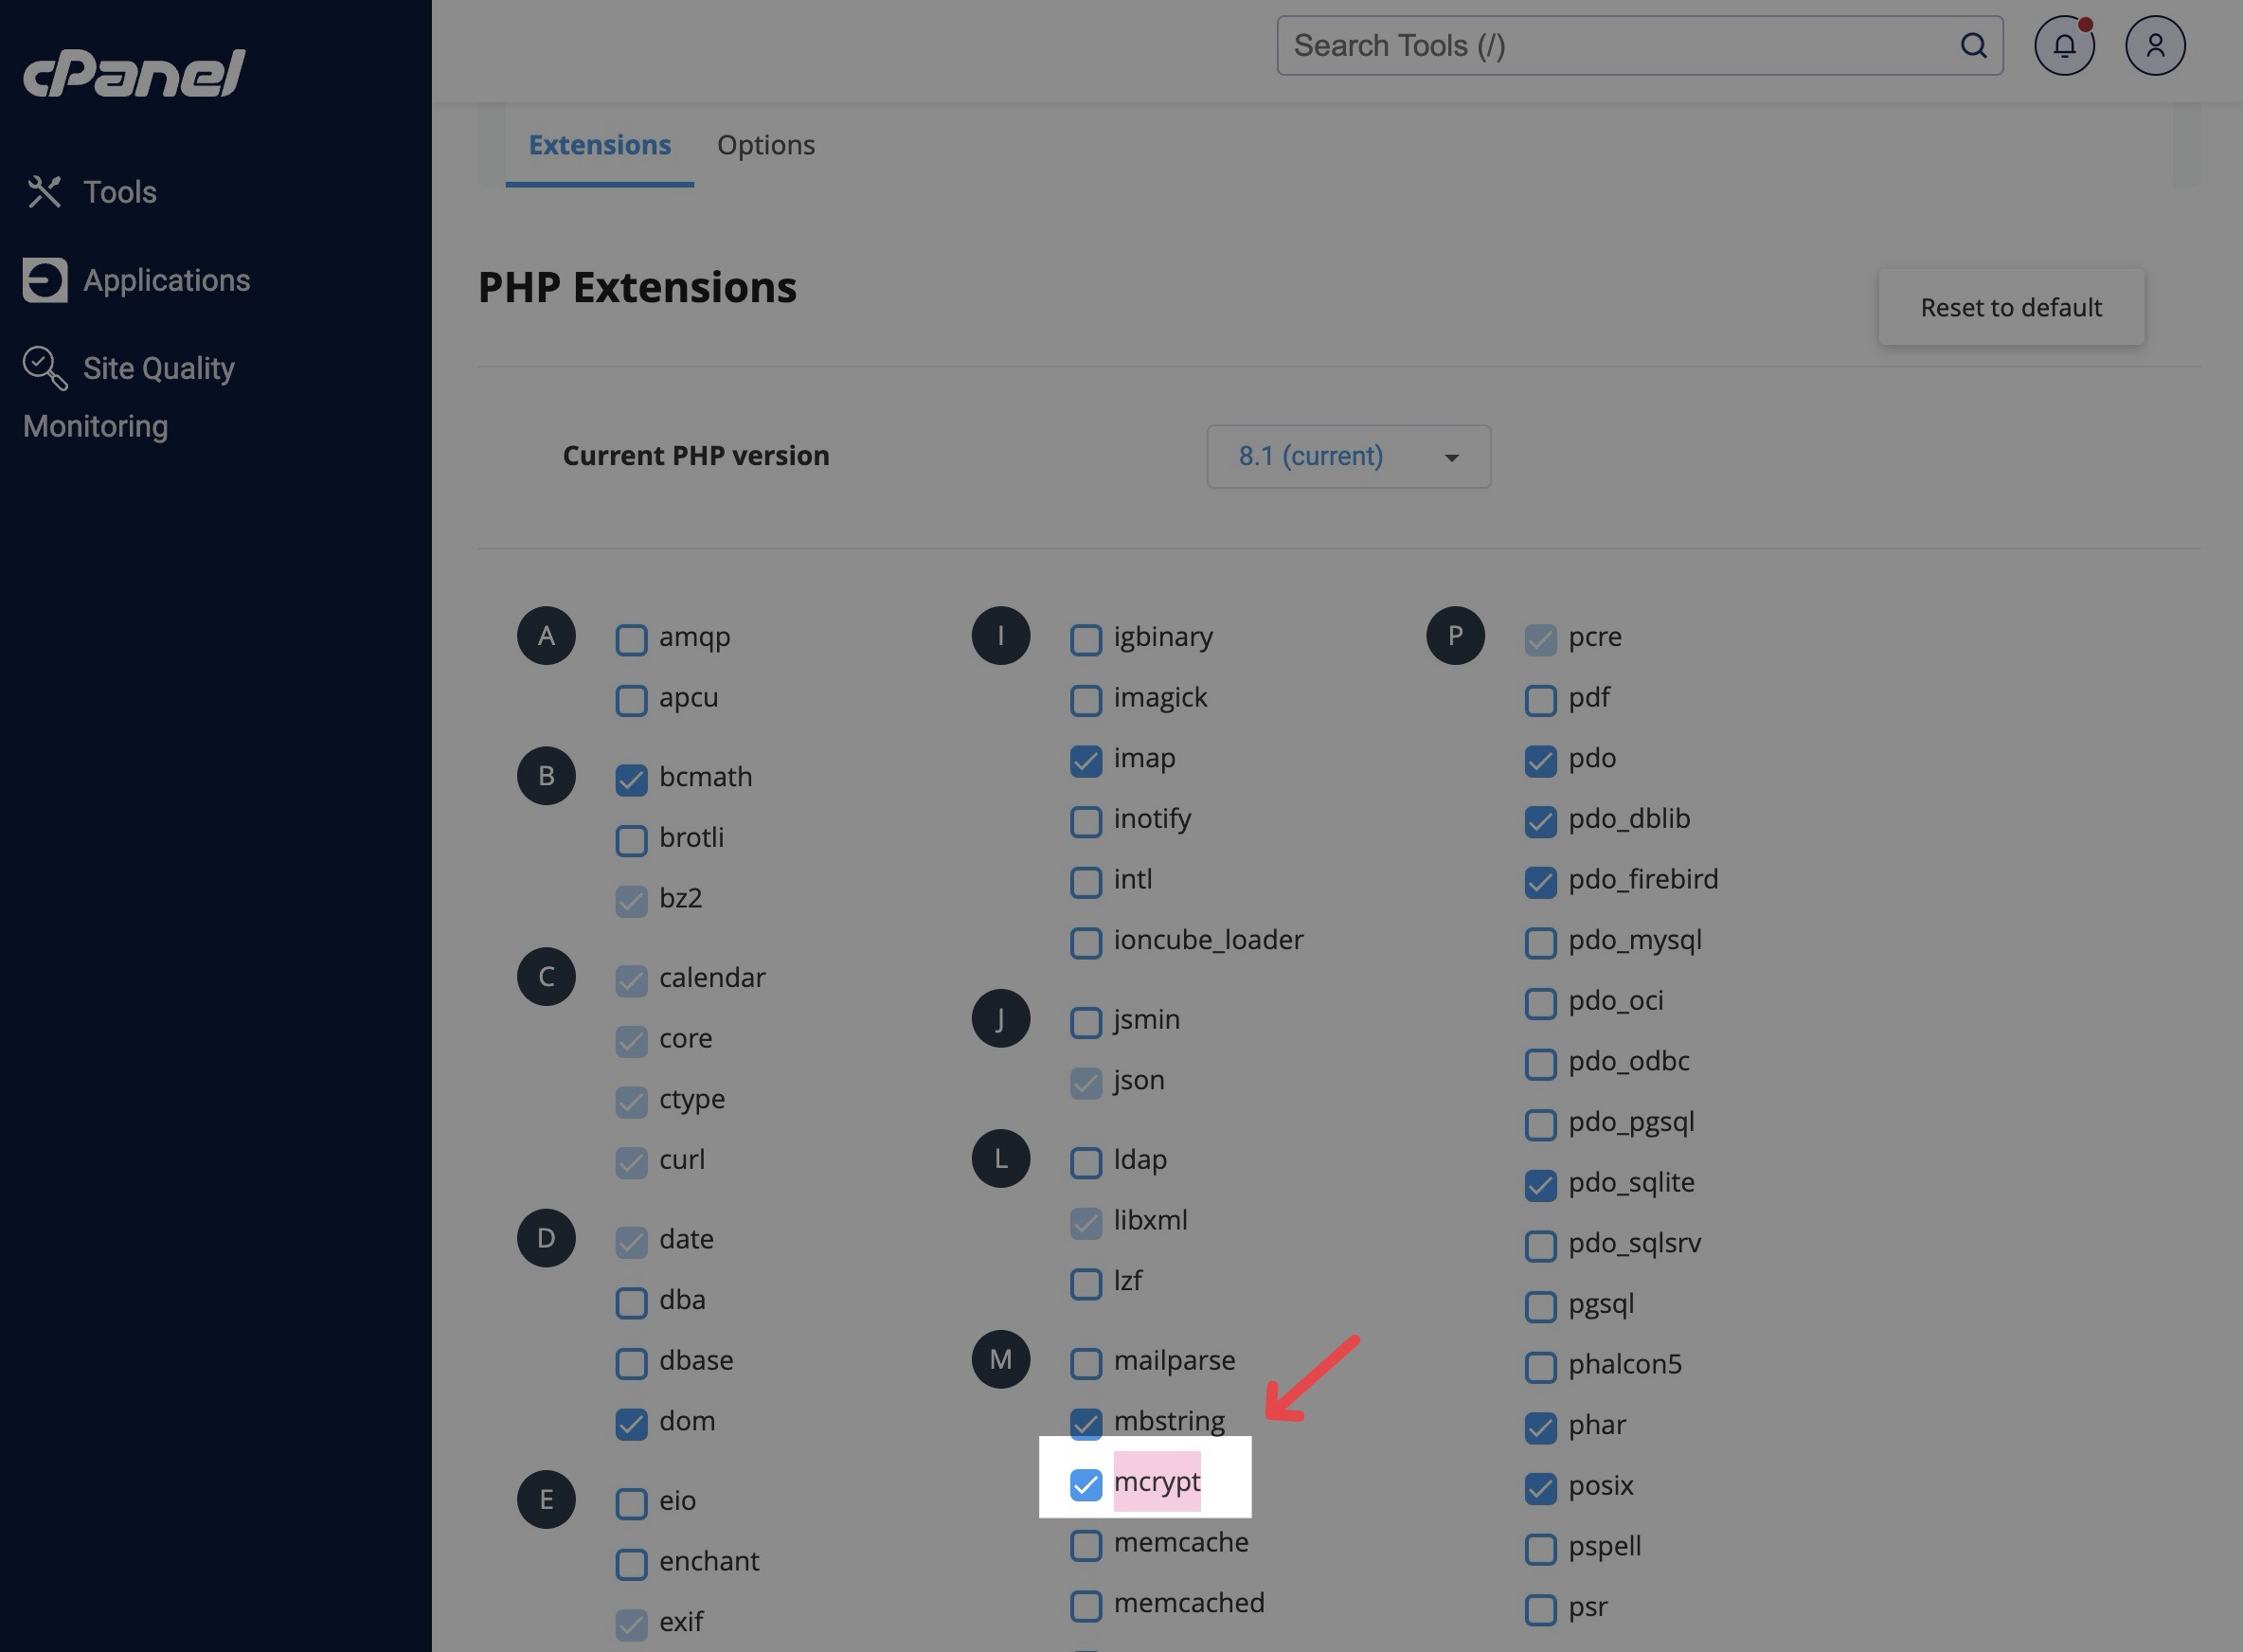 cPanel
Search Tools (/)
Tools
Applications
Site Quality
Monitoring
Extensions
Options
PHP Extensions
Reset to default
Current PHP version
8.1 (current)
A
amqp
apcu
B
bcmath
brotli
bz2
C
calendar
core
ctype
curl
D
date
dba
dbase
dom
E
eio
enchant
exif
I
igbinary
imagick
imap
inotify
intl
ioncube_loader
J
jsmin
json
L
ldap
libxml
lzf
M
mailparse
mbstring
mcrypt
memcache
memcached
P
pcre
pdf
pdo
pdo_dblib
pdo_firebird
pdo_mysql
pdo_oci
pdo_odbc
pdo_pgsql
pdo_sqlite
pdo_sqlsrv
pgsql
phalcon5
phar
posix
pspell
psr